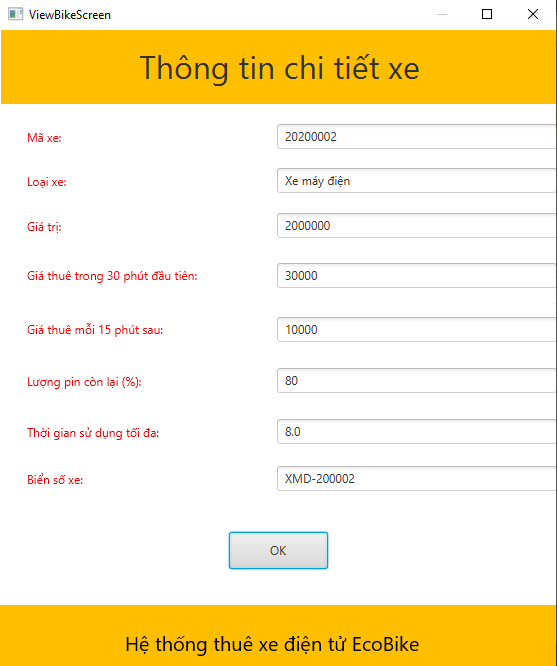 ViewBikeScreen
Thông tin chi tiết xe
Mã xe: 20200002
Loại xe: Xe máy điện
Giá trị: 2000000
Giá thuê trong 30 phút đầu tiên: 30000
Giá thuê mỗi 15 phút sau: 10000
Lượng pin còn lại (%): 80
Thời gian sử dụng tối đa: 8.0
Biển số xe: XMD-200002
OK
Hệ thống thuê xe điện tử EcoBike